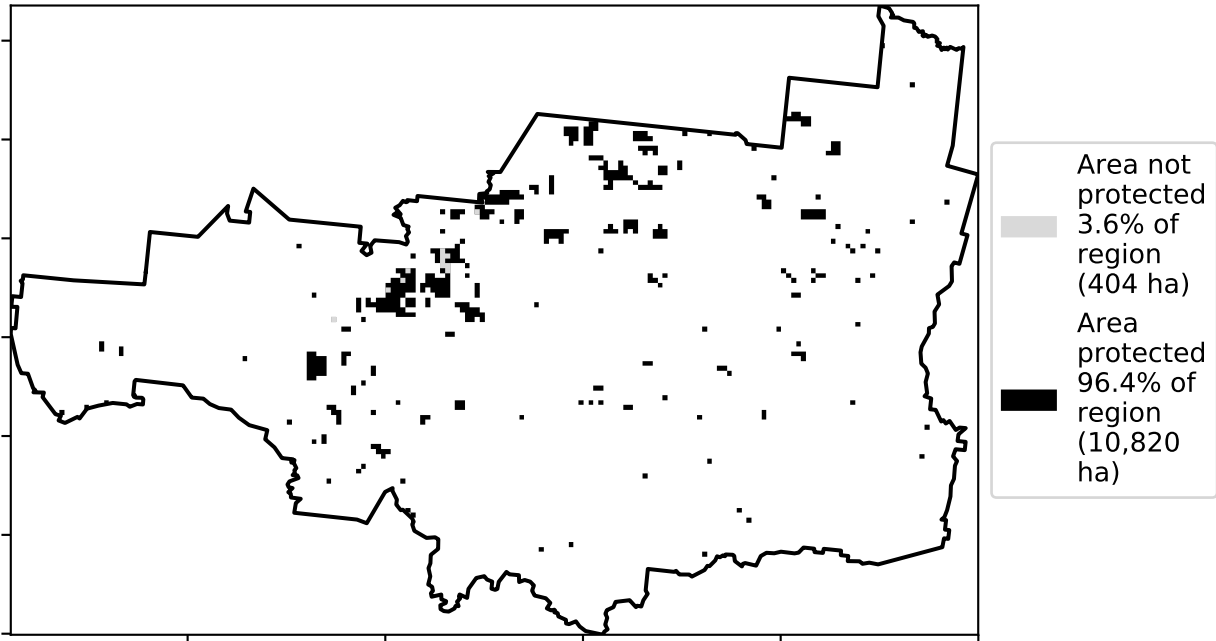 Area not
protected
3.6% of
region
(404 ha)
Area
protected
96.4% of
region
(10,820
ha)